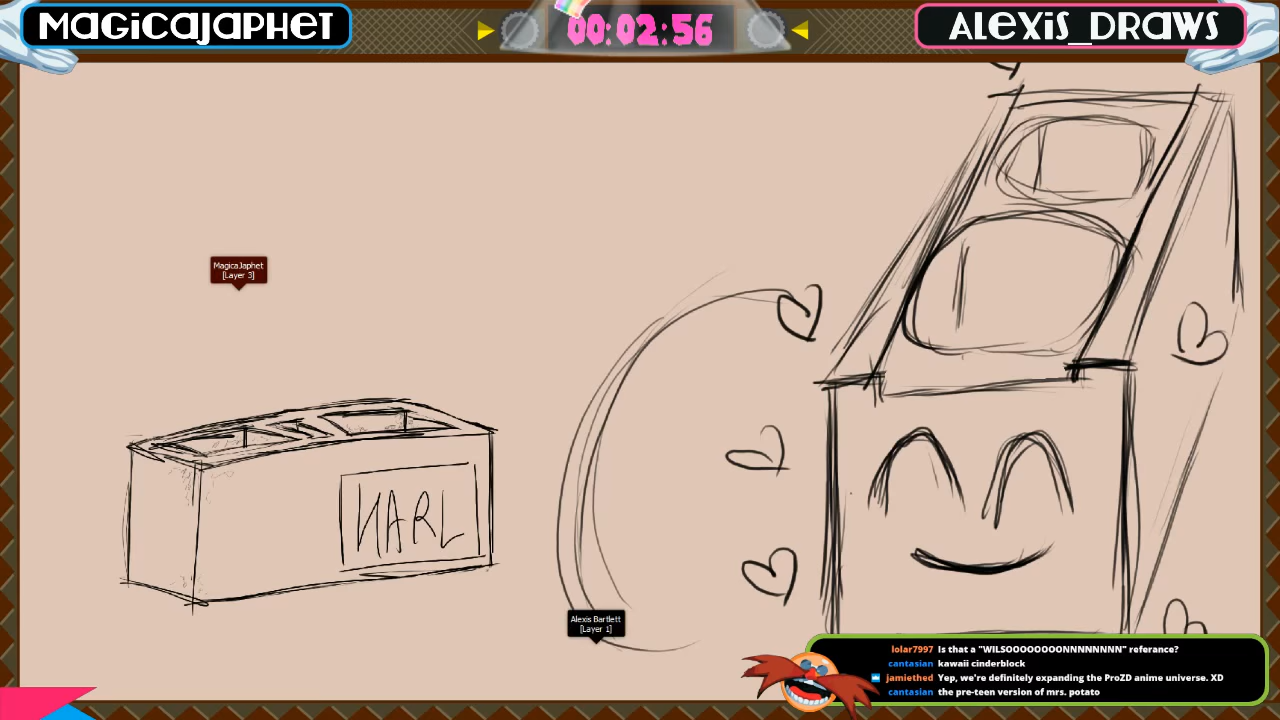 MAGICAJAPHET
00:02:56
ALEXIS_DRAWS
MagicaJaphet
[Layer 3]
KARL
Alexis Bartlett
[Layer 1]
lolar7997 Is that a "WILSOOOOOOOONNNNNNNN" referance?
cantasian kawaii cinderblock
jamiethed Yep, we're definitely expanding the ProZD anime universe. XD
cantasian the pre-teen version of mrs. potato